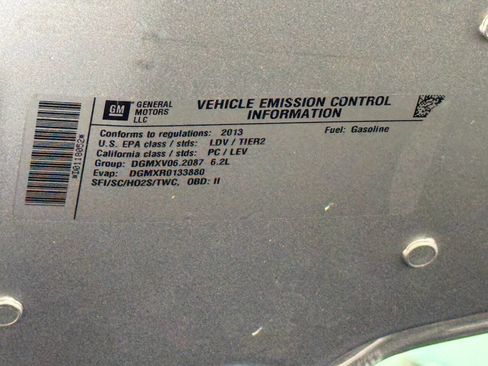 GM
GENERAL
MOTORS
LLC
VEHICLE EMISSION CONTROL
INFORMATION
Conforms to regulations: 2013
Fuel: Gasoline
U.S. EPA class / stds: LDV / TIER2
California class / stds: PC / LEV
Group: DGMXV06.2087 6.2L
Evap: DGMXR0133880
SFI/SC/HO2S/TWC, OBD: II
*D0118052*